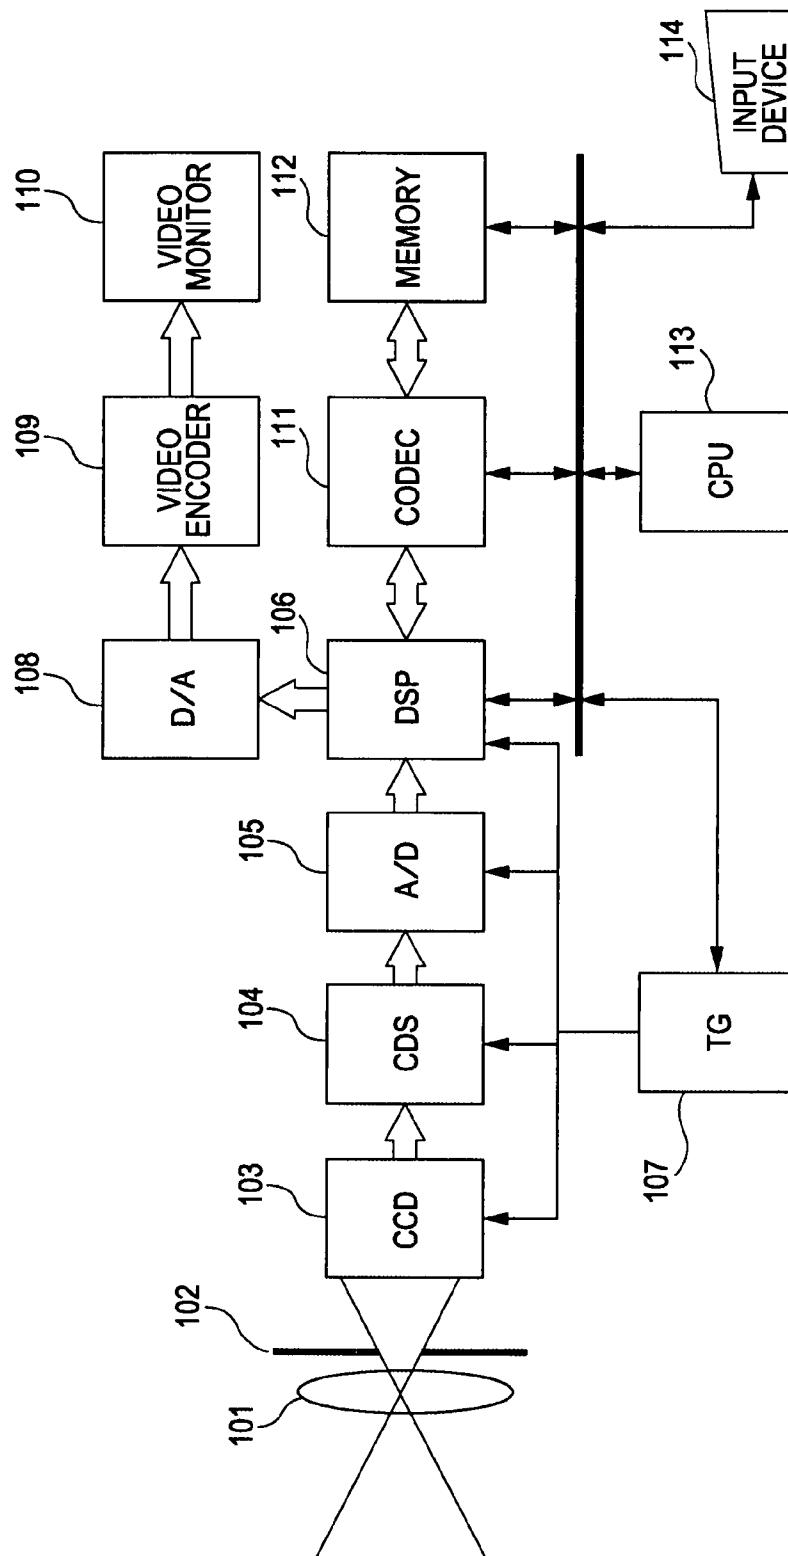 108
D/A
109
VIDEO
ENCODER
110
VIDEO
MONITOR
101
102
103
CCD
104
CDS
105
A/D
106
DSP
111
CODEC
112
MEMORY
107
TG
113
CPU
114
INPUT
DEVICE